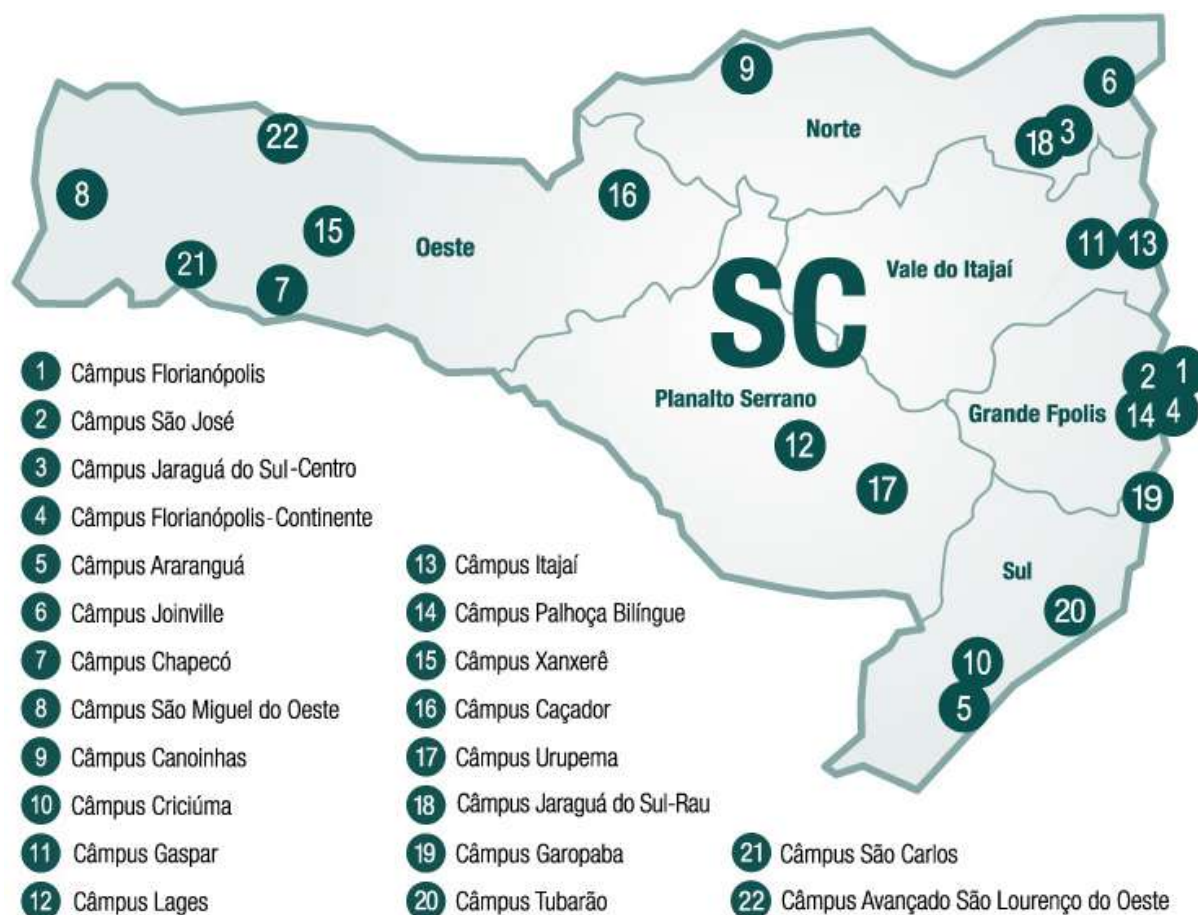 9
6
Norte
3
18
22
8
16
15
Oeste
11
13
21
Vale do Itajaí
7
SC
2
1
Planalto Serrano
Grande Fpolis
14
4
12
17
19
Sul
20
10
5
1 Câmpus Florianópolis
2 Câmpus São José
3 Câmpus Jaraguá do Sul-Centro
4 Câmpus Florianópolis-Continente
5 Câmpus Araranguá
6 Câmpus Joinville
7 Câmpus Chapecó
8 Câmpus São Miguel do Oeste
9 Câmpus Canoinhas
10 Câmpus Criciúma
11 Câmpus Gaspar
12 Câmpus Lages
13 Câmpus Itajaí
14 Câmpus Palhoça Bilíngue
15 Câmpus Xanxerê
16 Câmpus Caçador
17 Câmpus Urupema
18 Câmpus Jaraguá do Sul-Rau
19 Câmpus Garopaba
20 Câmpus Tubarão
21 Câmpus São Carlos
22 Câmpus Avançado São Lourenço do Oeste